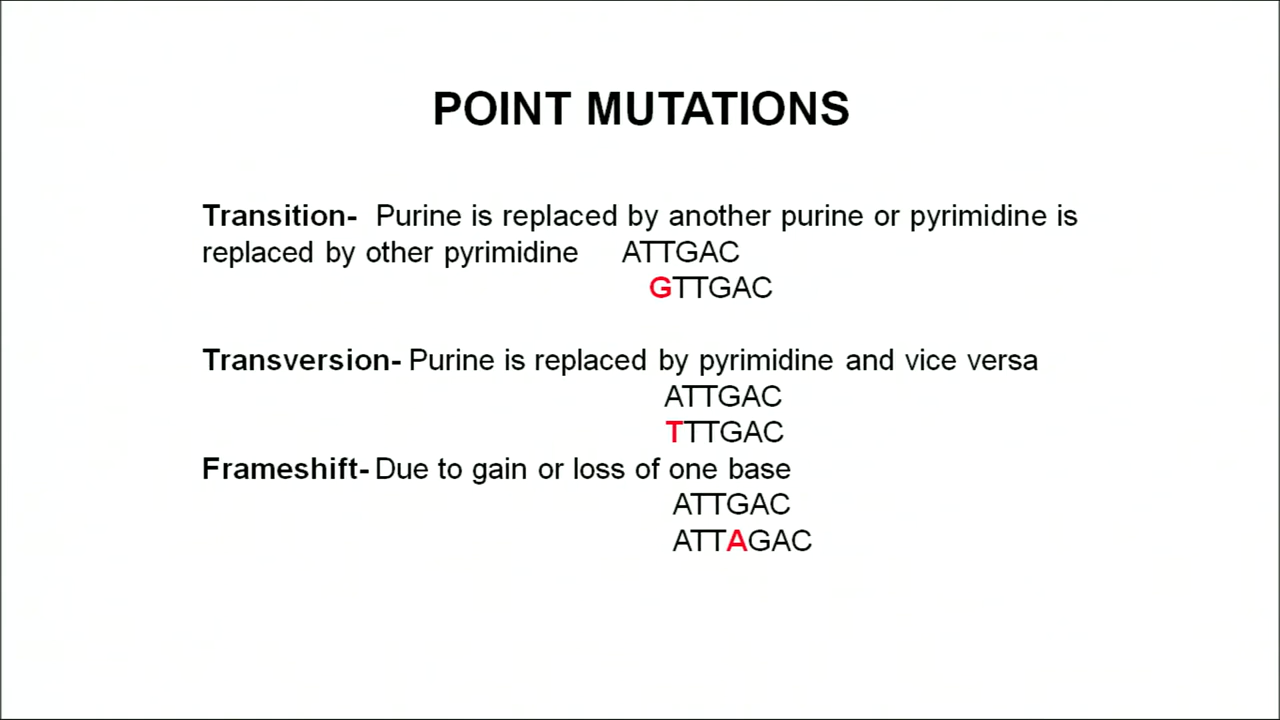 POINT MUTATIONS
Transition- Purine is replaced by another purine or pyrimidine is
replaced by other pyrimidine ATTGAC
GTTGAC
Transversion- Purine is replaced by pyrimidine and vice versa
ATTGAC
TTTGAC
Frameshift- Due to gain or loss of one base
ATTGAC
ATTAGAC